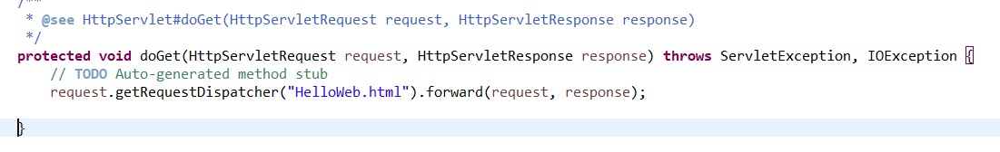 /**
* @see HttpServlet#doGet(HttpServletRequest request, HttpServletResponse response)
*/
protected void doGet(HttpServletRequest request, HttpServletResponse response) throws ServletException, IOException {
// TODO Auto-generated method stub
request.getRequestDispatcher("HelloWeb.html").forward(request, response);
}